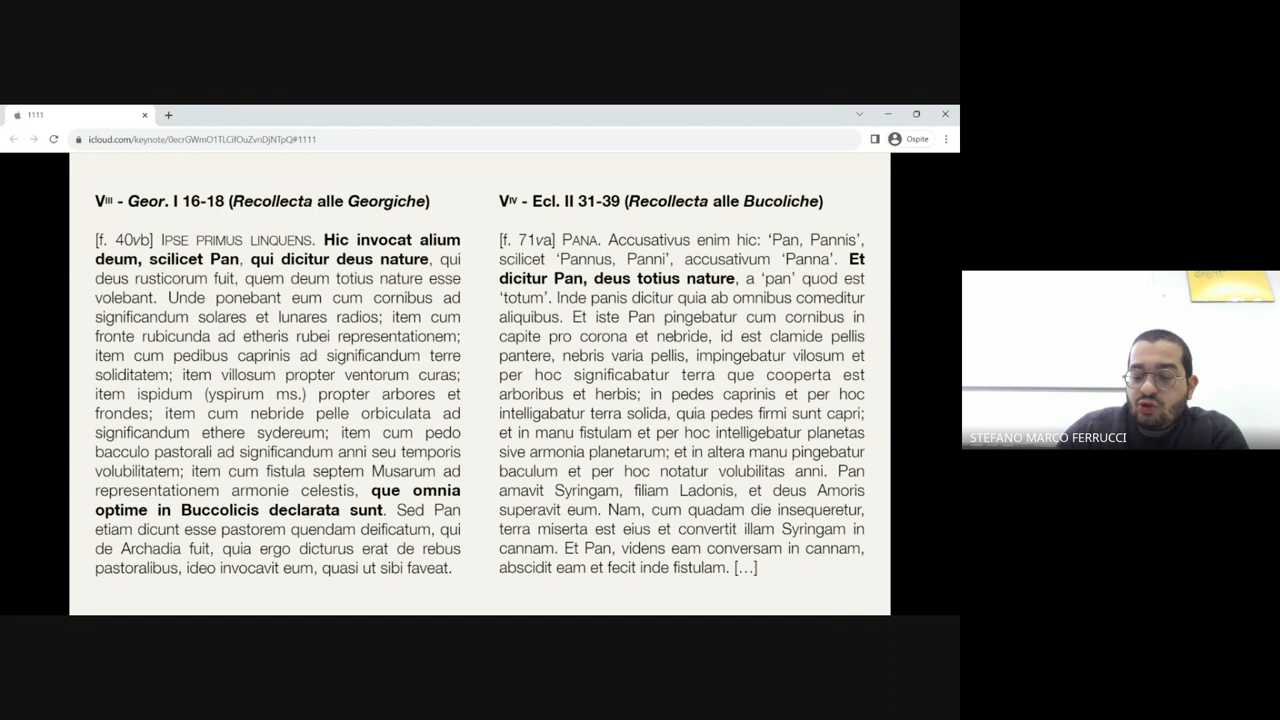 1111
icloud.com/keynote/0ecrGWmO1TLCifOuZvnDjNTpQ#1111
Ospite
Vᴵᴵᴵ - Geor. I 16-18 (Recollecta alle Georgiche)
[f. 40vb] IPSE PRIMUS LINQUENS. Hic invocat alium
deum, scilicet Pan, qui dicitur deus nature, qui
deus rusticorum fuit, quem deum totius nature esse
volebant. Unde ponebant eum cum cornibus ad
significandum solares et lunares radios; item cum
fronte rubicunda ad etheris rubei representationem;
item cum pedibus caprinis ad significandum terre
soliditatem; item villosum propter ventorum curas;
item ispidum (yspirum ms.) propter arbores et
frondes; item cum nebride pelle orbiculata ad
significandum ethere sydereum; item cum pedo
bacculo pastorali ad significandum anni seu temporis
volubilitatem; item cum fistula septem Musarum ad
representationem armonie celestis, que omnia
optime in Buccolicis declarata sunt. Sed Pan
etiam dicunt esse pastorem quendam deificatum, qui
de Archadia fuit, quia ergo dicturus erat de rebus
pastoralibus, ideo invocavit eum, quasi ut sibi faveat.
Vᴵⱽ - Ecl. II 31-39 (Recollecta alle Bucoliche)
[f. 71va] PANA. Accusativus enim hic: ‘Pan, Pannis’,
scilicet ‘Pannus, Panni’, accusativum ‘Panna’. Et
dicitur Pan, deus totius nature, a ‘pan’ quod est
‘totum’. Inde panis dicitur quia ab omnibus comeditur
aliquibus. Et iste Pan pingebatur cum cornibus in
capite pro corona et nebride, id est clamide pellis
pantere, nebris varia pellis, impingebatur vilosum et
per hoc significabatur terra que cooperta est
arboribus et herbis; in pedes caprinis et per hoc
intelligabatur terra solida, quia pedes firmi sunt capri;
et in manu fistulam et per hoc intelligebatur planetas
sive armonia planetarum; et in altera manu pingebatur
baculum et per hoc notatur volubilitas anni. Pan
amavit Syringam, filiam Ladonis, et deus Amoris
superavit eum. Nam, cum quadam die insequeretur,
terra miserta est eius et convertit illam Syringam in
cannam. Et Pan, videns eam conversam in cannam,
abscidit eam et fecit inde fistulam. […]
STEFANO MARCO FERRUCCI